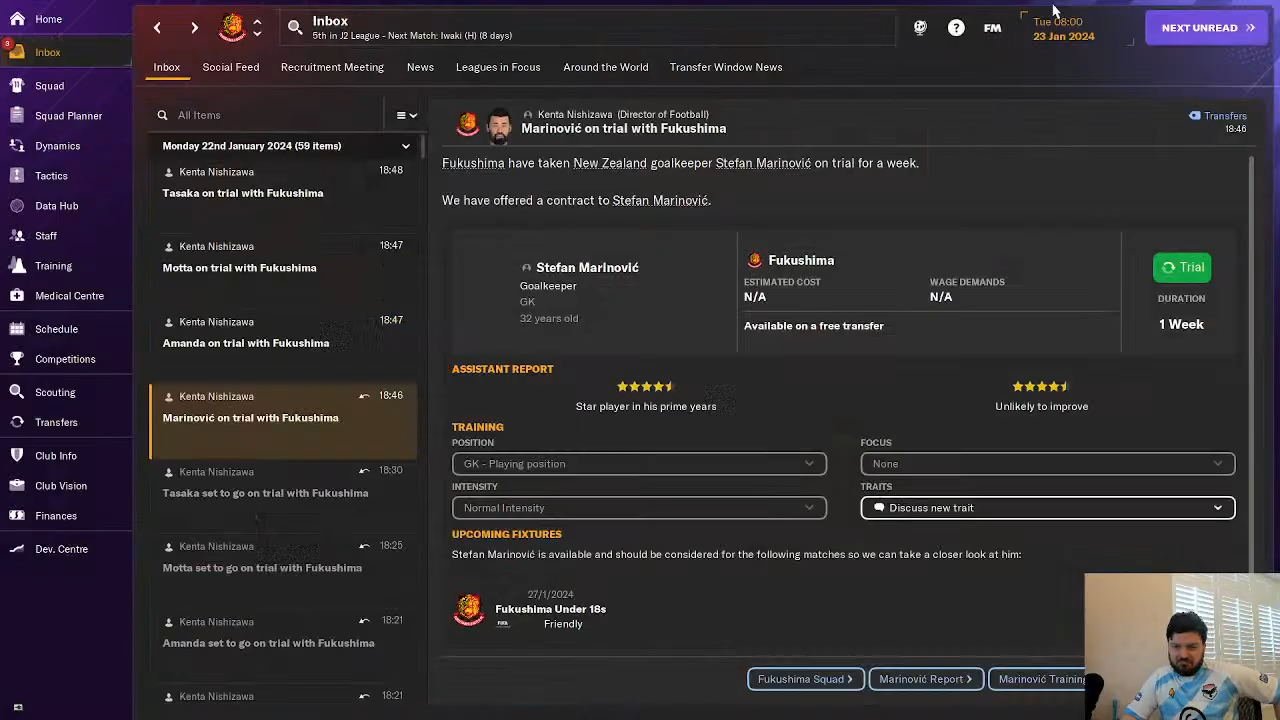 Home
3
Inbox
Squad
Squad Planner
Dynamics
Tactics
Data Hub
Staff
Training
Medical Centre
Schedule
Competitions
Scouting
Transfers
Club Info
Club Vision
Finances
Dev. Centre
Inbox
5th in J2 League - Next Match: Iwaki (H) (8 days)
FM
Tue 08:00
23 Jan 2024
NEXT UNREAD
Inbox
Social Feed
Recruitment Meeting
News
Leagues in Focus
Around the World
Transfer Window News
All Items
Monday 22nd January 2024 (59 items)
Kenta Nishizawa 18:48
Tasaka on trial with Fukushima
Kenta Nishizawa 18:47
Motta on trial with Fukushima
Kenta Nishizawa 18:47
Amanda on trial with Fukushima
Kenta Nishizawa 18:46
Marinović on trial with Fukushima
Kenta Nishizawa 18:30
Tasaka set to go on trial with Fukushima
Kenta Nishizawa 18:25
Motta set to go on trial with Fukushima
Kenta Nishizawa 18:21
Amanda set to go on trial with Fukushima
Kenta Nishizawa 18:21
Kenta Nishizawa (Director of Football)
Marinović on trial with Fukushima
Transfers
18:46
Fukushima have taken New Zealand goalkeeper Stefan Marinović on trial for a week.
We have offered a contract to Stefan Marinović.
Stefan Marinović
Goalkeeper
GK
32 years old
Fukushima
ESTIMATED COST WAGE DEMANDS
N/A N/A
Available on a free transfer
Trial
DURATION
1 Week
ASSISTANT REPORT
Star player in his prime years
Unlikely to improve
TRAINING
POSITION FOCUS
GK - Playing position None
INTENSITY TRAITS
Normal Intensity Discuss new trait
UPCOMING FIXTURES
Stefan Marinović is available and should be considered for the following matches so we can take a closer look at him:
27/1/2024
Fukushima Under 18s
Friendly
Fukushima Squad
Marinović Report
Marinović Training